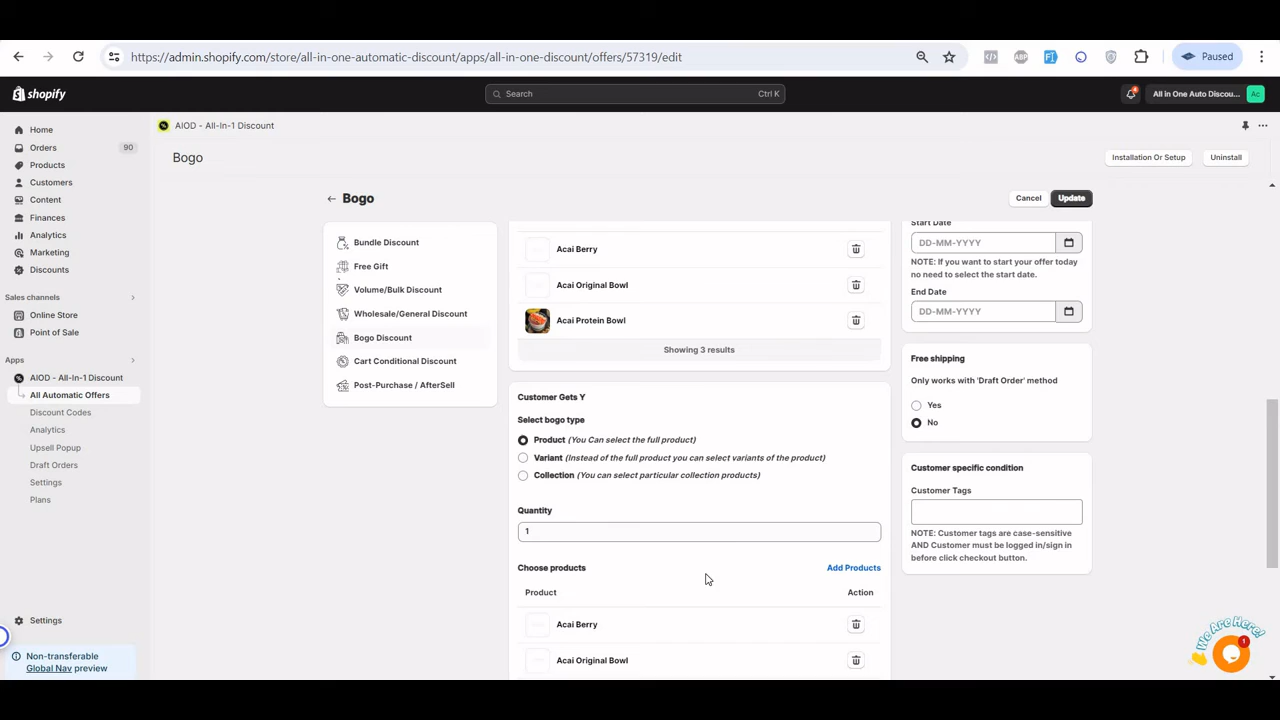 https://admin.shopify.com/store/all-in-one-automatic-discount/apps/all-in-one-discount/offers/57319/edit
ABP
Paused
shopify
Search
Ctrl K
4
All in One Auto Discou...
Ac
Home
Orders
90
Products
Customers
Content
Finances
Analytics
Marketing
Discounts
Sales channels
Online Store
Point of Sale
Apps
AIOD - All-In-1 Discount
All Automatic Offers
Discount Codes
Analytics
Upsell Popup
Draft Orders
Settings
Plans
Settings
Non-transferable
Global Nav preview
AIOD - All-In-1 Discount
Bogo
Installation Or Setup
Uninstall
Bogo
Cancel
Update
Bundle Discount
Free Gift
Volume/Bulk Discount
Wholesale/General Discount
Bogo Discount
Cart Conditional Discount
Post-Purchase / AfterSell
Acai Berry
Acai Original Bowl
Acai Protein Bowl
Showing 3 results
Customer Gets Y
Select bogo type
Product (You Can select the full product)
Variant (Instead of the full product you can select variants of the product)
Collection (You can select particular collection products)
Quantity
1
Choose products
Add Products
Product
Action
Acai Berry
Acai Original Bowl
Start Date
DD-MM-YYYY
NOTE: If you want to start your offer today
no need to select the start date.
End Date
DD-MM-YYYY
Free shipping
Only works with 'Draft Order' method
Yes
No
Customer specific condition
Customer Tags
NOTE: Customer tags are case-sensitive
AND Customer must be logged in/sign in
before click checkout button.
We Are Here!
1